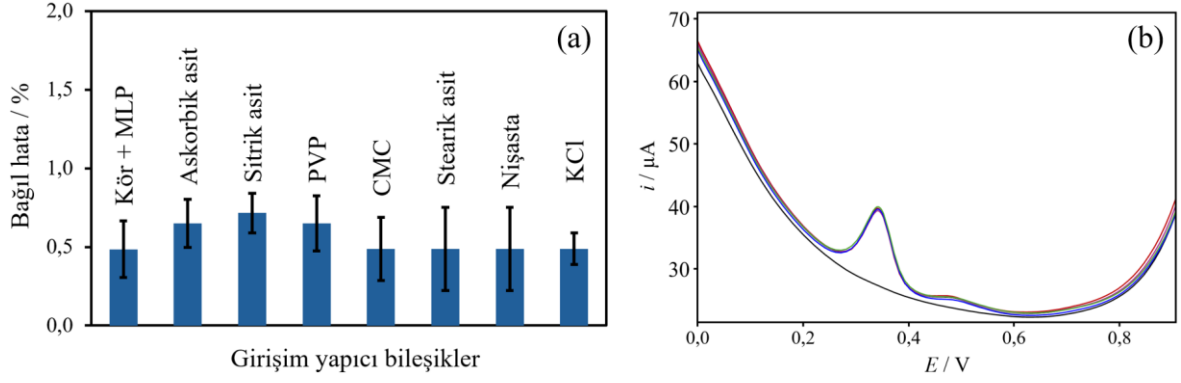 (a)
Bağıl hata / %
2,0
1,5
1,0
0,5
0,0
Kör + MLP
Askorbik asit
Sitrik asit
PVP
CMC
Stearik asit
Nişasta
KCl
Girişim yapıcı bileşikler
(b)
i / µA
70
60
50
40
30
0,0
0,2
0,4
0,6
0,8
E / V